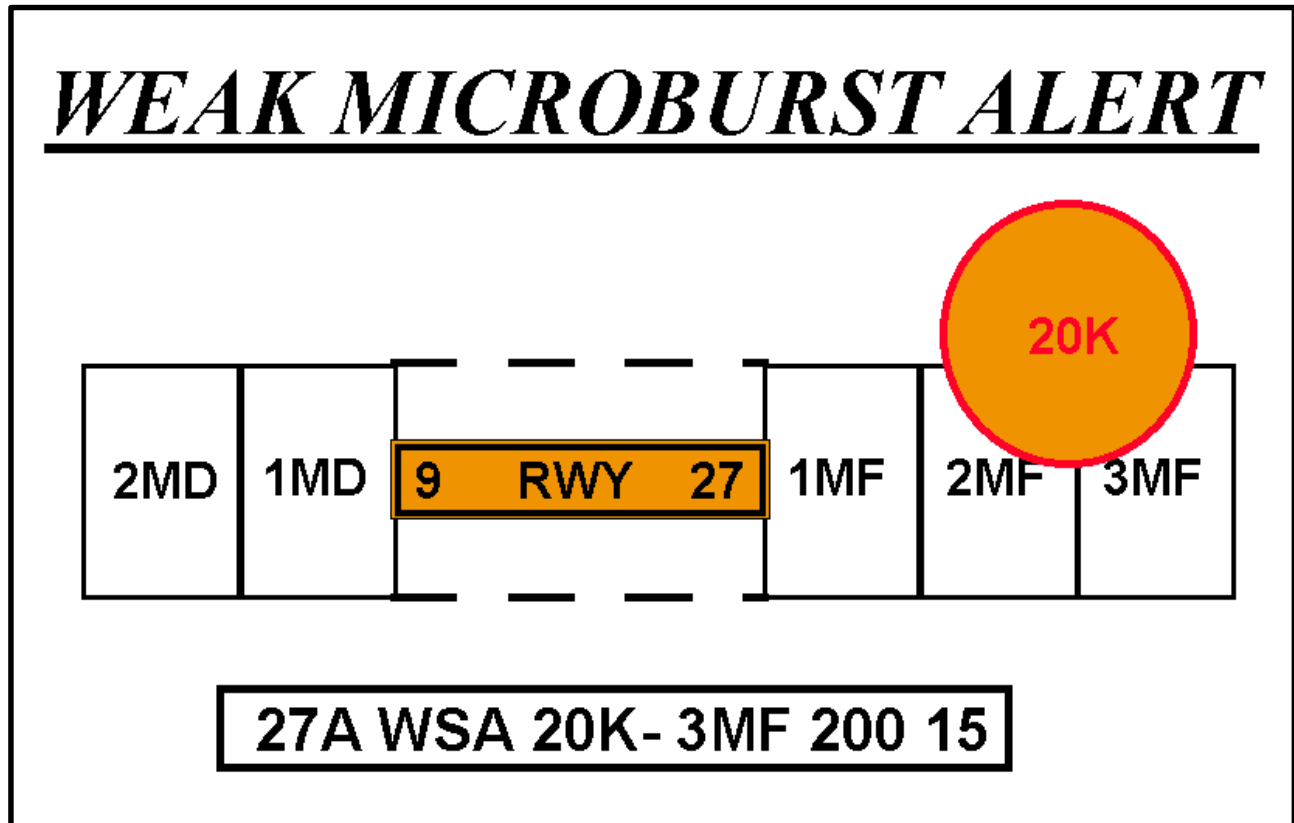 WEAK MICROBURST ALERT
20K
2MD 1MD 9 RWY 27 1MF 2MF 3MF
27A WSA 20K- 3MF 200 15